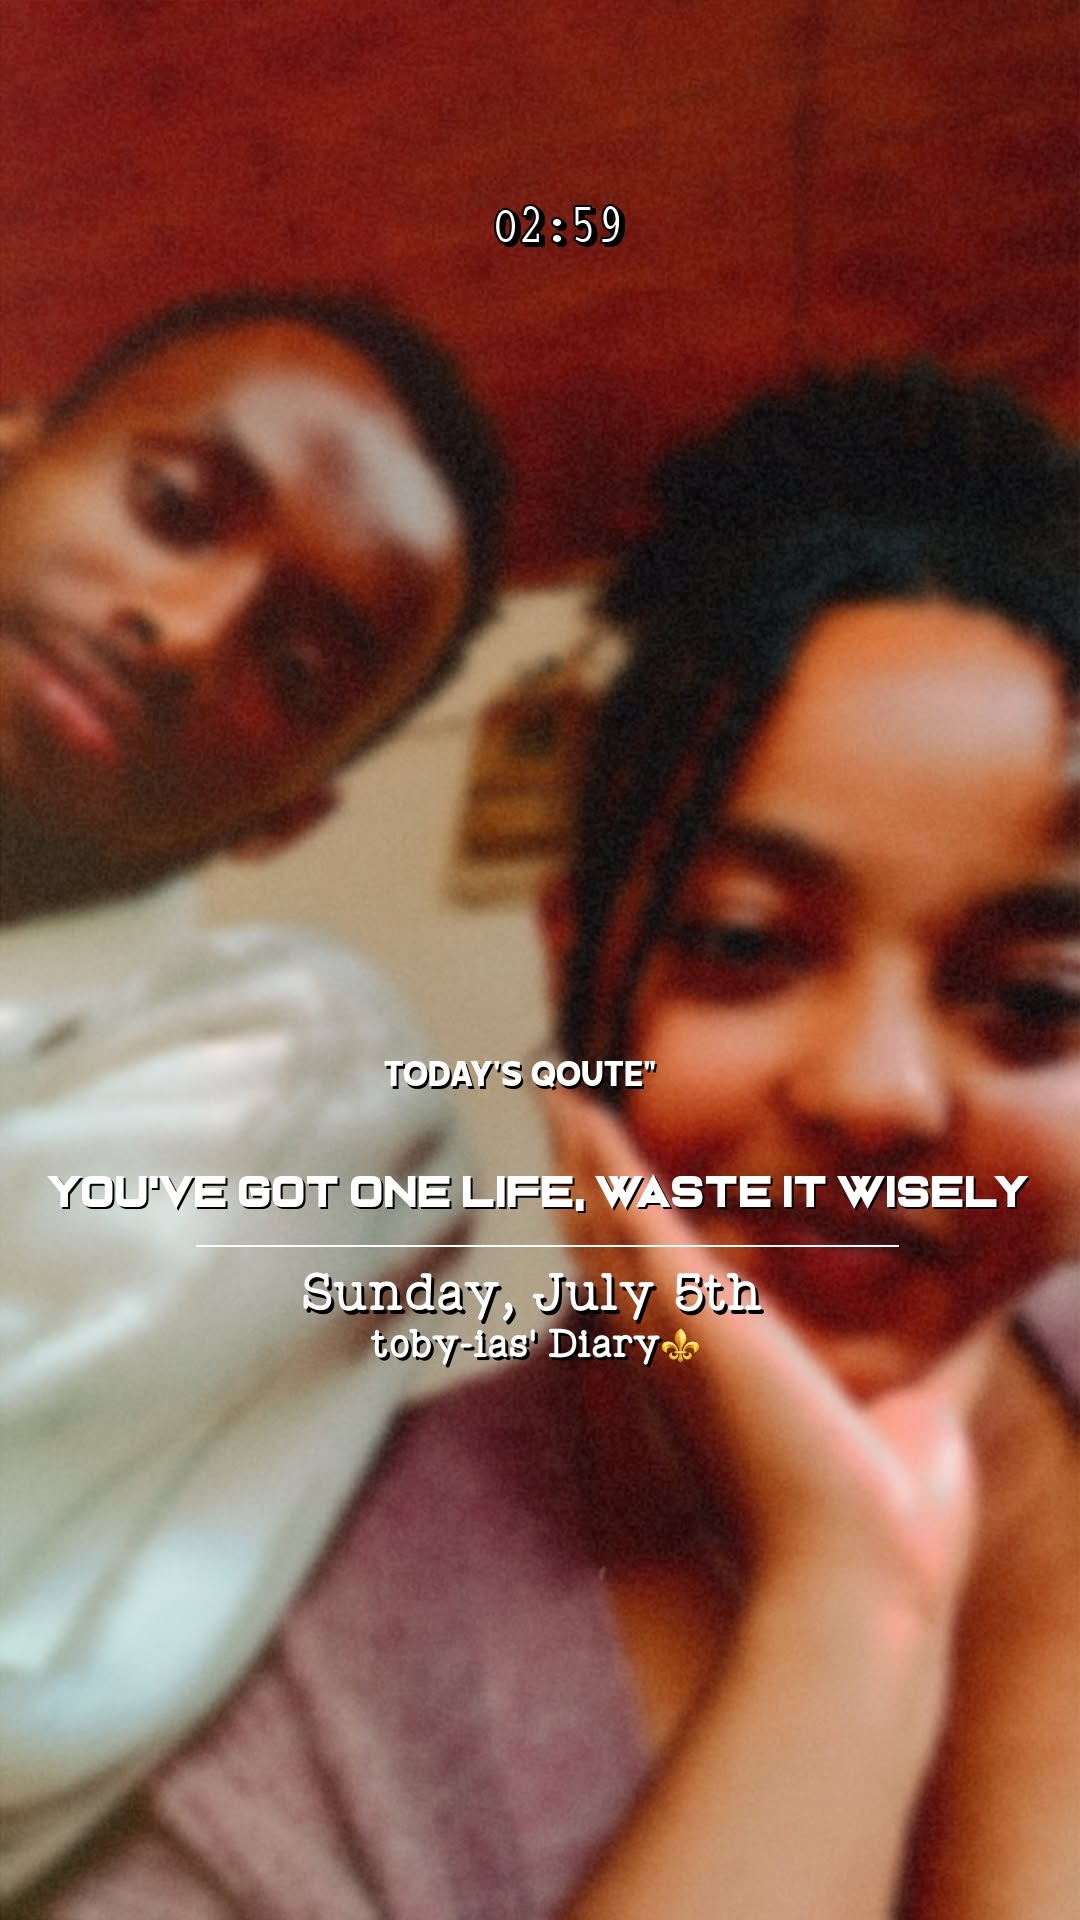 02:59
TODAY'S QOUTE"
YOU'VE GOT ONE LIFE, WASTE IT WISELY
Sunday, July 5th
toby-ias' Diary⚜️